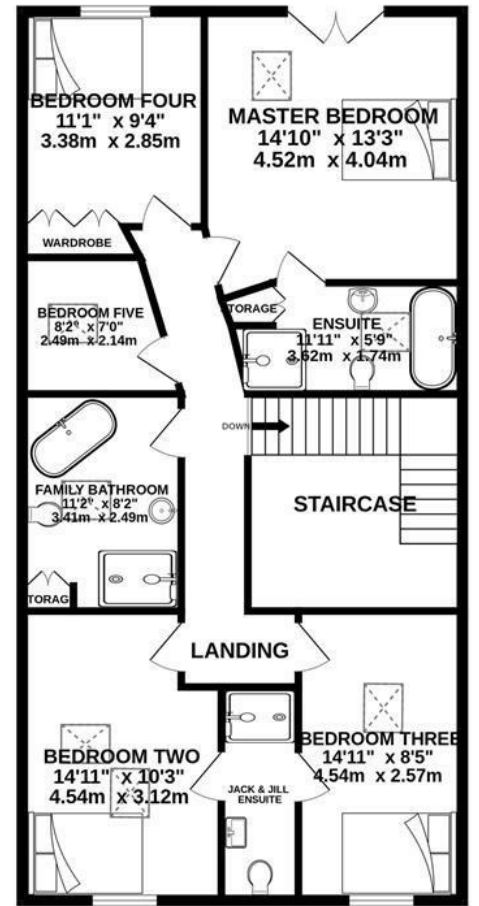 BEDROOM FOUR
11'1" x 9'4"
3.38m x 2.85m
MASTER BEDROOM
14'10" x 13'3"
4.52m x 4.04m
WARDROBE
BEDROOM FIVE
8'2" x 7'0"
2.49m x 2.14m
STORAGE
ENSUITE
11'11" x 5'9"
3.62m x 1.74m
DOWN
FAMILY BATHROOM
11'2" x 8'2"
3.41m x 2.49m
STAIRCASE
TORAG
LANDING
BEDROOM TWO
14'11" x 10'3"
4.54m x 3.12m
JACK & JILL
ENSUITE
BEDROOM THREE
14'11" x 8'5"
4.54m x 2.57m